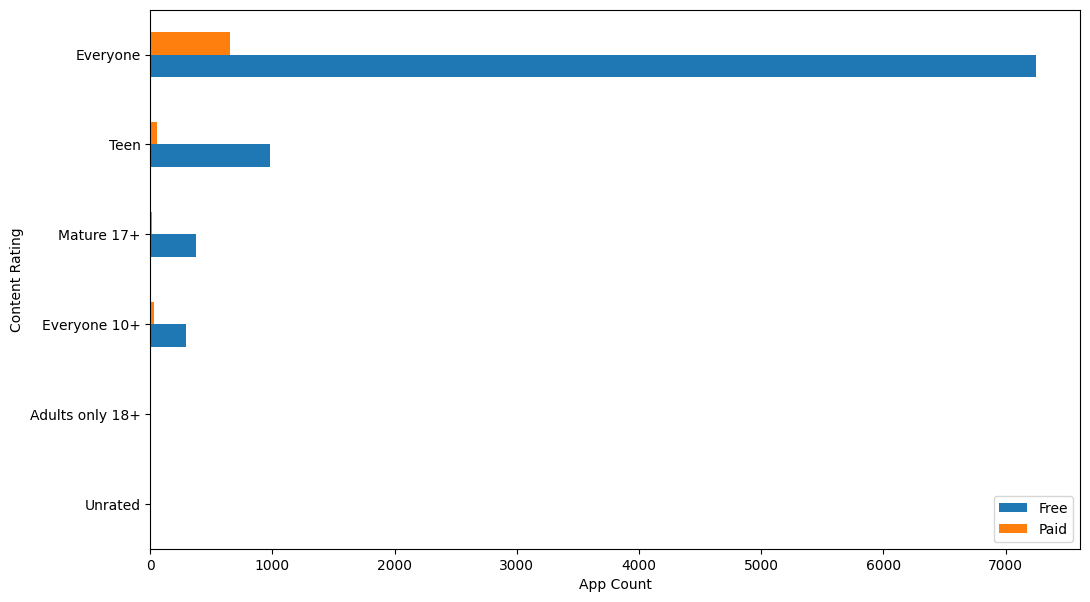 Everyone
Teen
Mature 17+
Everyone 10+
Adults only 18+
Unrated
Content Rating
0 1000 2000 3000 4000 5000 6000 7000
App Count
Free
Paid